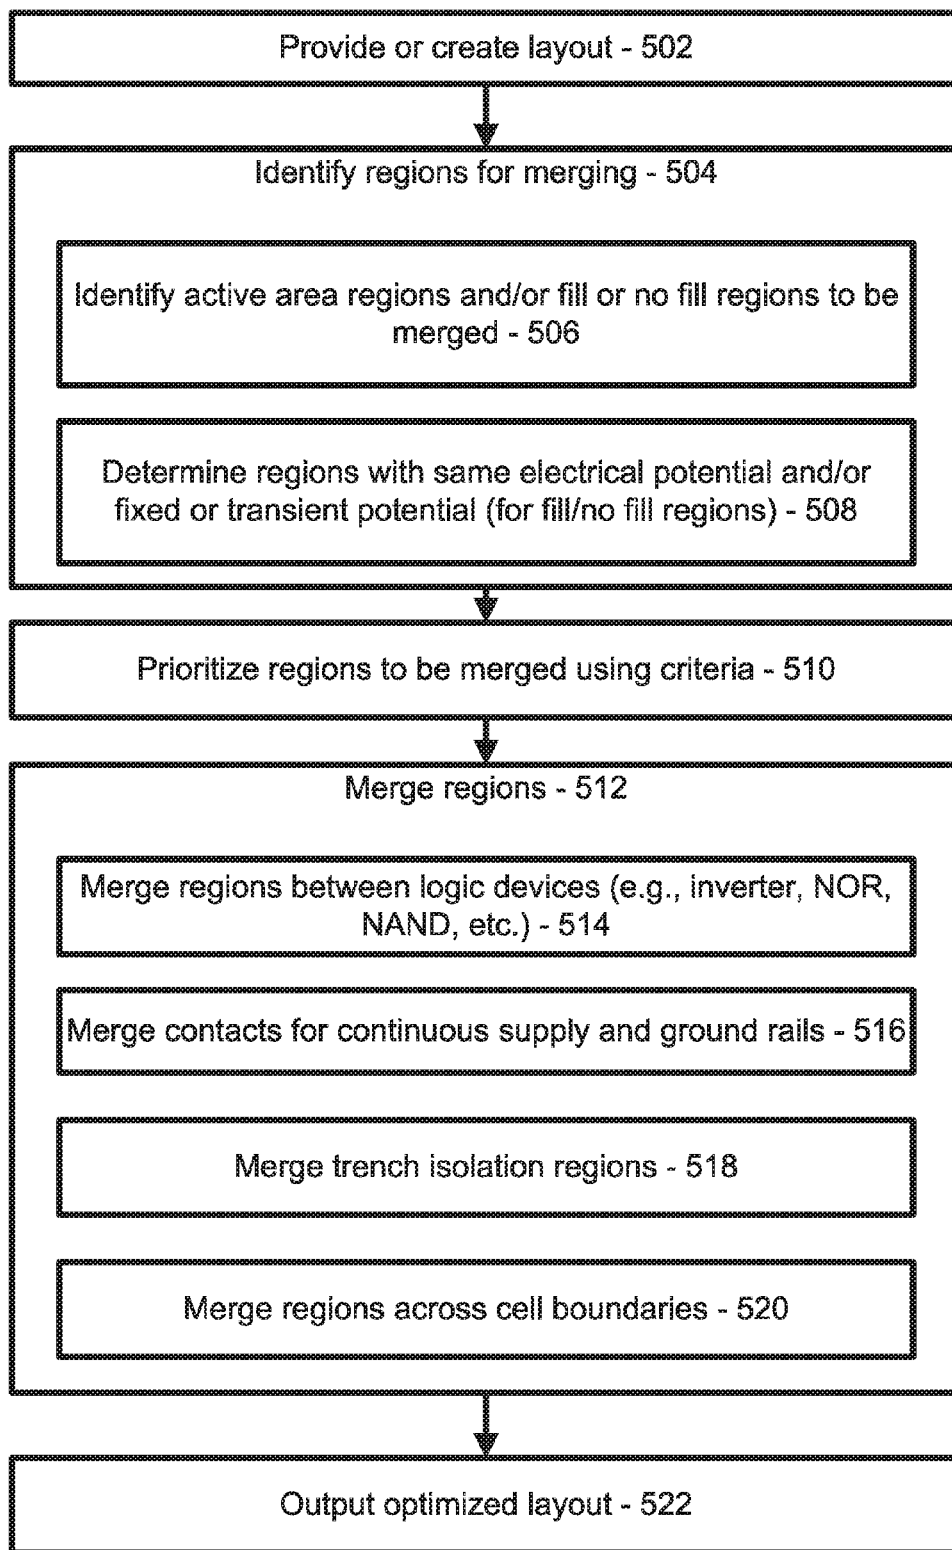 Provide or create layout - 502
Identify regions for merging - 504
Identify active area regions and/or fill or no fill regions to be
merged - 506
Determine regions with same electrical potential and/or
fixed or transient potential (for fill/no fill regions) - 508
Prioritize regions to be merged using criteria - 510
Merge regions - 512
Merge regions between logic devices (e.g., inverter, NOR,
NAND, etc.) - 514
Merge contacts for continuous supply and ground rails - 516
Merge trench isolation regions - 518
Merge regions across cell boundaries - 520
Output optimized layout - 522